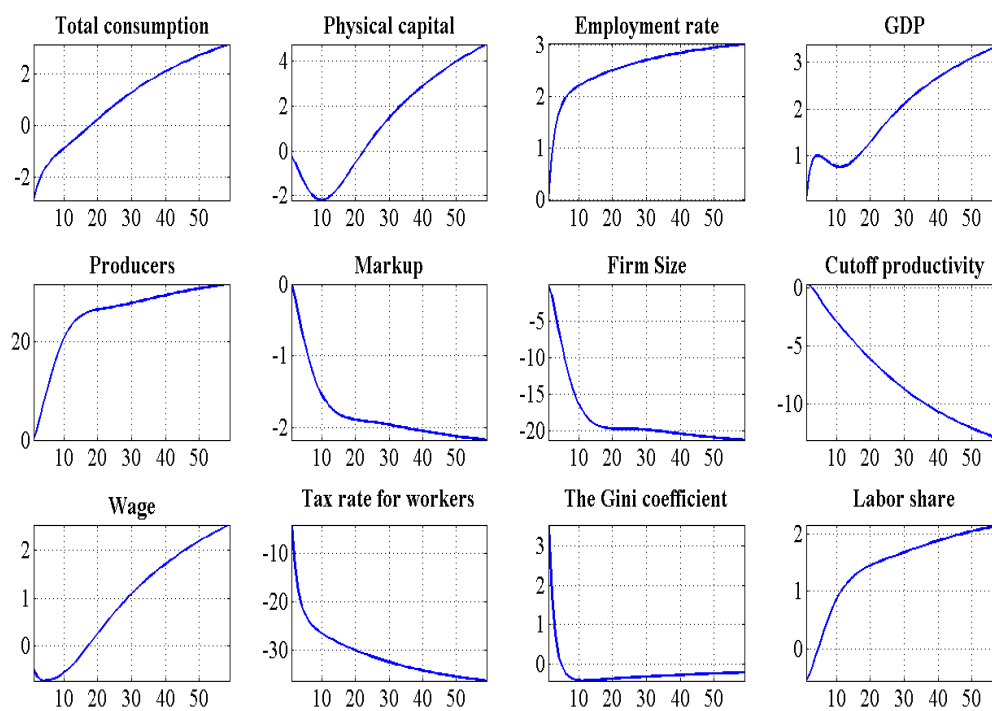 Total consumption
2
0
-2
10 20 30 40 50
Physical capital
4
2
0
-2
10 20 30 40 50
Employment rate
3
2
1
0
10 20 30 40 50
GDP
3
2
1
10 20 30 40 50
Producers
20
0
10 20 30 40 50
Markup
0
-1
-2
10 20 30 40 50
Firm Size
-5
-10
-15
-20
10 20 30 40 50
Cutoff productivity
0
-5
-10
10 20 30 40 50
Wage
2
1
0
10 20 30 40 50
Tax rate for workers
-10
-20
-30
10 20 30 40 50
The Gini coefficient
3
2
1
0
10 20 30 40 50
Labor share
2
1
0
10 20 30 40 50